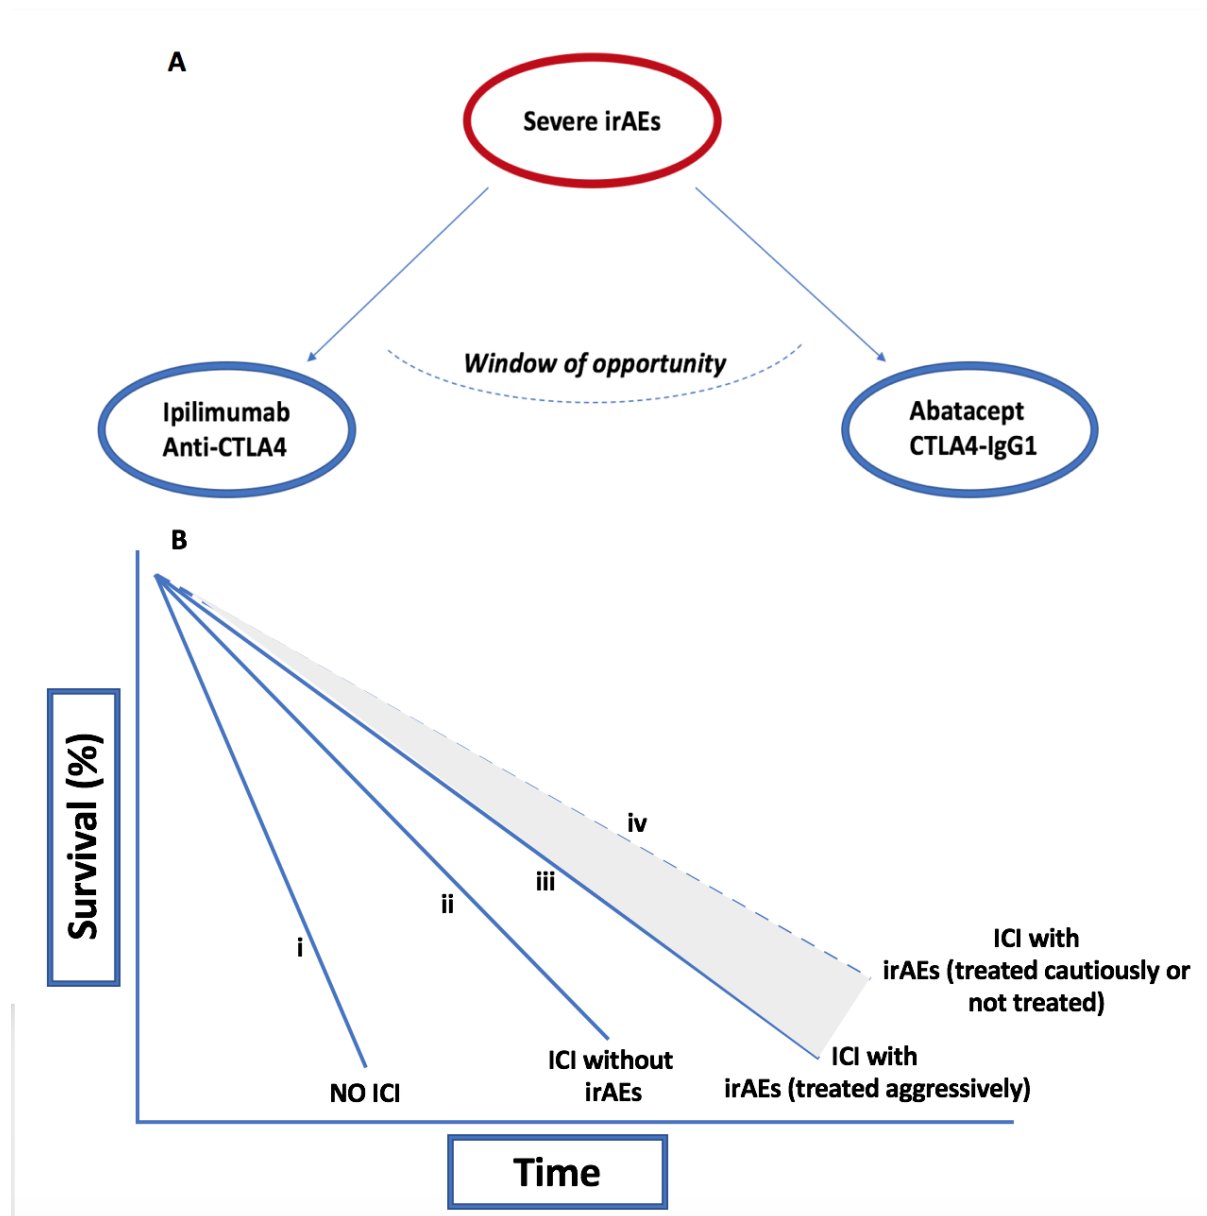 A
Severe irAEs
Window of opportunity
Ipilimumab
Anti-CTLA4
Abatacept
CTLA4-IgG1
B
Survival (%)
iv
iii
ii
i
ICI with
irAEs (treated cautiously or
not treated)
ICI with
irAEs (treated aggressively)
ICI without
irAEs
NO ICI
Time